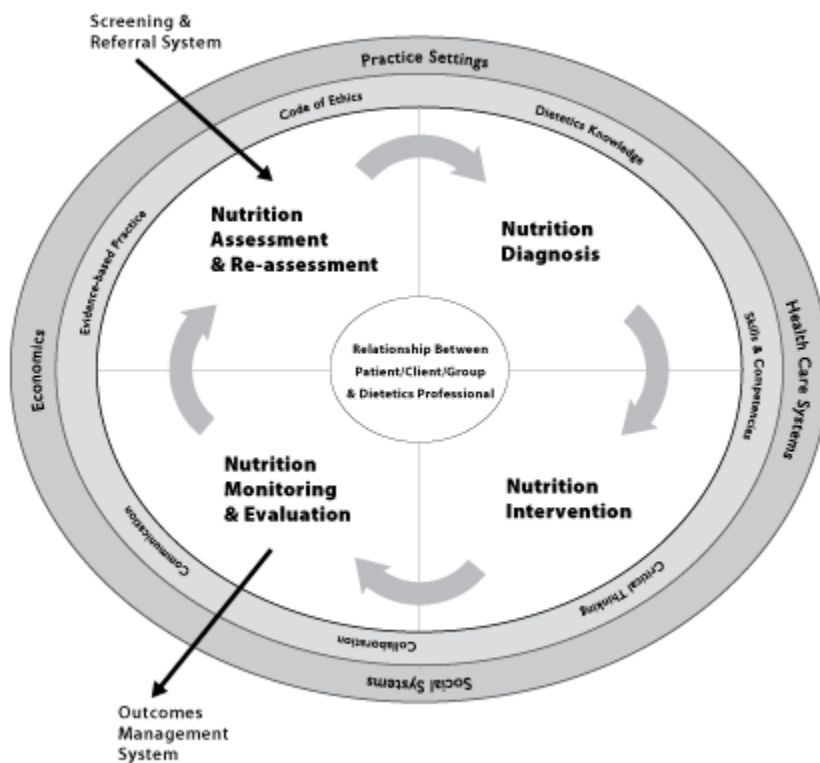 Screening &
Referral System
Practice Settings
Code of Ethics
Dietetics Knowledge
Nutrition
Assessment
& Re-assessment
Nutrition
Diagnosis
Evidence-based Practice
Economics
Relationship Between
Patient/Client/Group
& Dietetics Professional
Skills & Competencies
Health Care Systems
Nutrition
Monitoring
& Evaluation
Nutrition
Intervention
Communication
Critical Thinking
Collaboration
Social Systems
Outcomes
Management
System